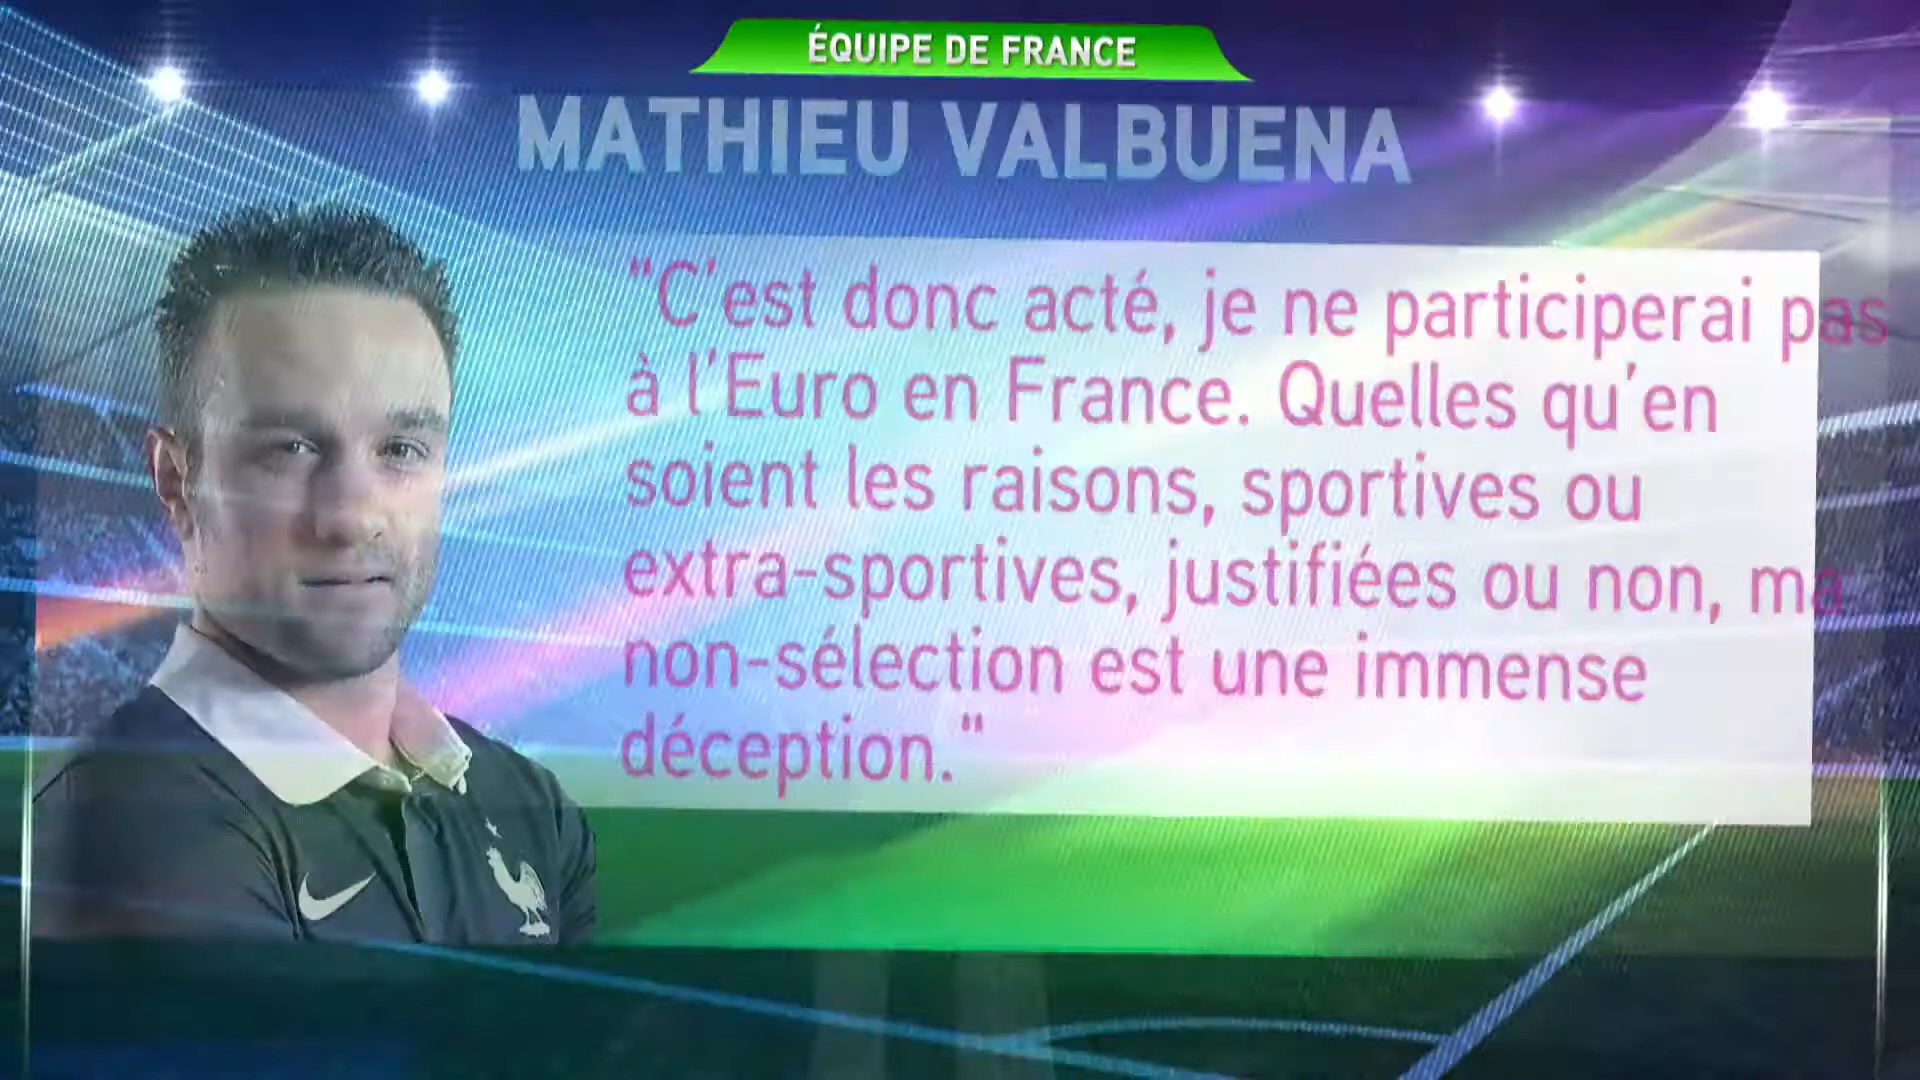 ÉQUIPE DE FRANCE
MATHIEU VALBUENA
"C'est donc acté, je ne participerai pas
à l'Euro en France. Quelles qu'en
soient les raisons, sportives ou
extra-sportives, justifiées ou non, ma
non-sélection est une immense
déception."